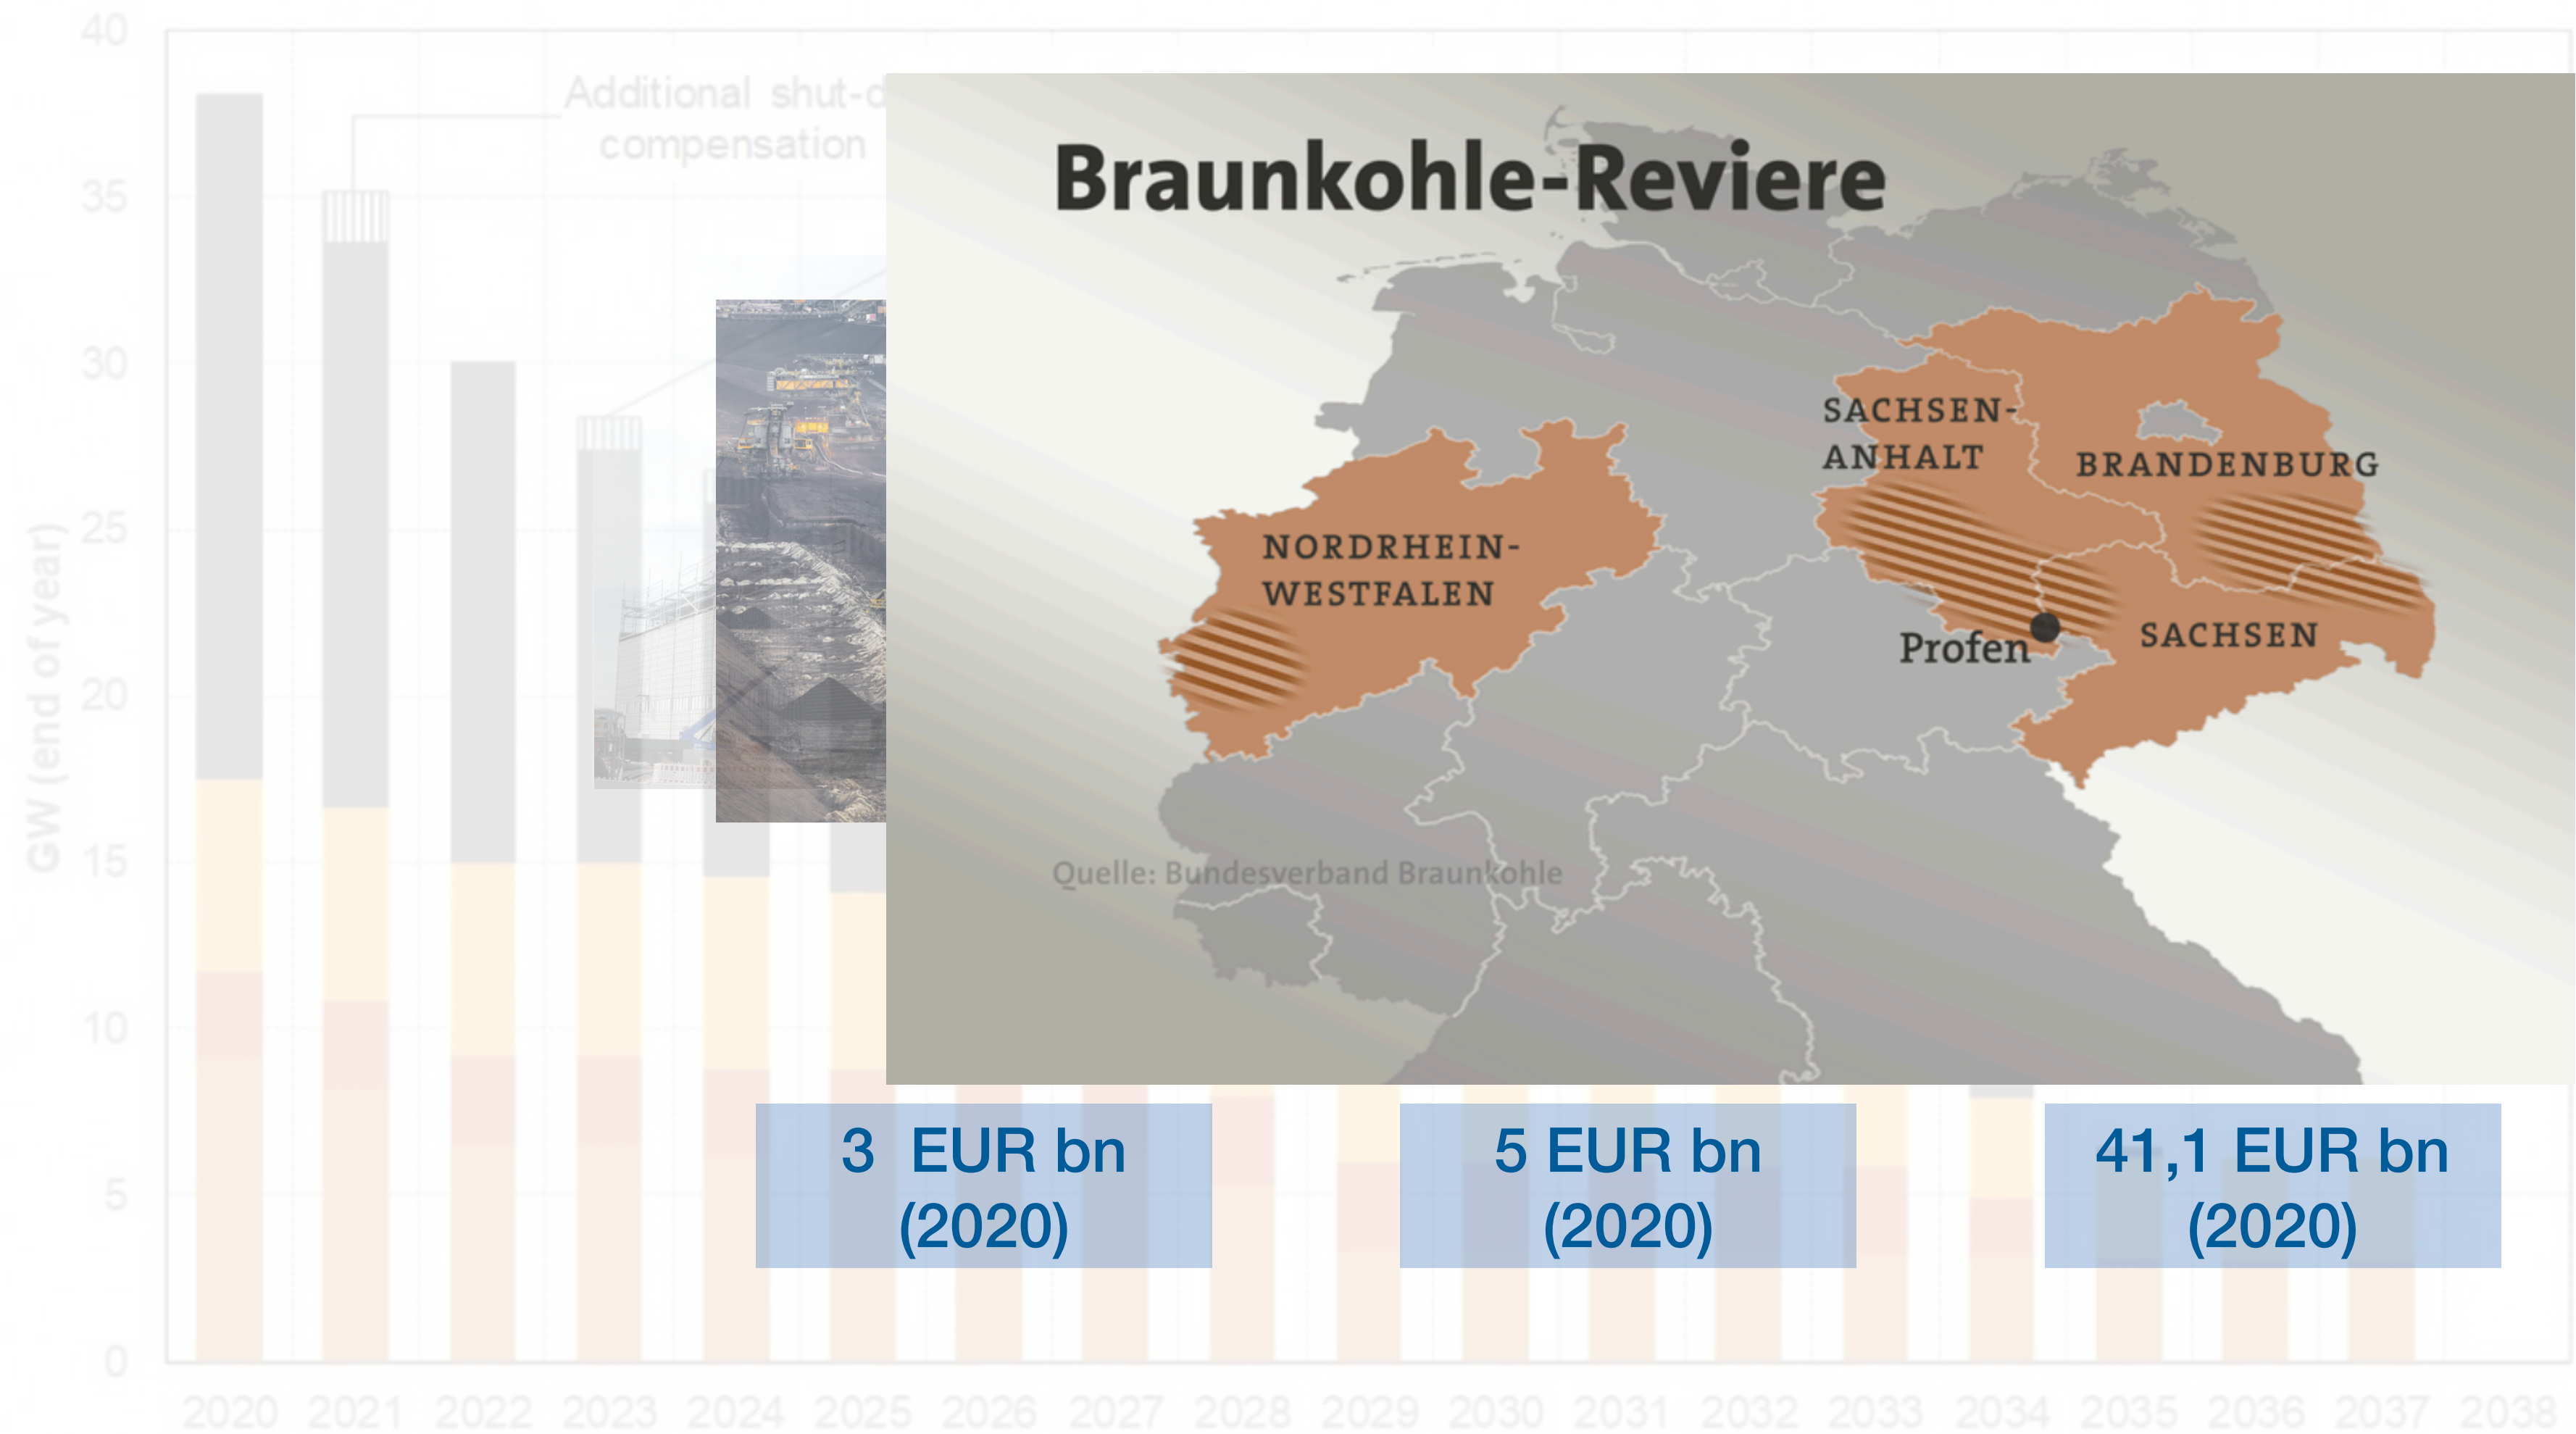 40
35
30
25
20
15
10
5
0
GW (end of year)
Additional shut-d
compensation
Braunkohle-Reviere
SACHSEN-
ANHALT
BRANDENBURG
NORDRHEIN-
WESTFALEN
Profen
SACHSEN
Quelle: Bundesverband Braunkohle
3 EUR bn
(2020)
5 EUR bn
(2020)
41,1 EUR bn
(2020)
2020 2021 2022 2023 2024 2025 2026 2027 2028 2029 2030 2031 2032 2033 2034 2035 2036 2037 2038